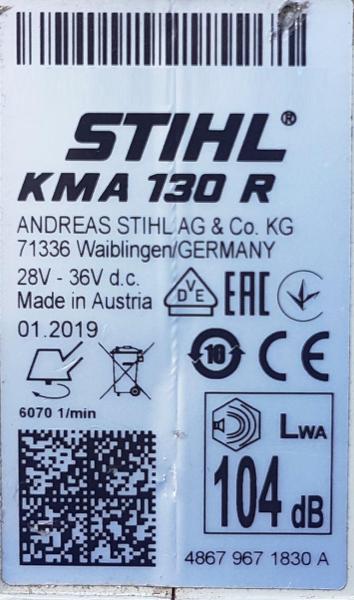 STIHL®
KMA 130 R
ANDREAS STIHL AG & Co. KG
71336 Waiblingen/GERMANY
28V - 36V d.c.
Made in Austria
01.2019
DVE
EAC
10
CE
6070 1/min
LWA
104 dB
4867 967 1830 A